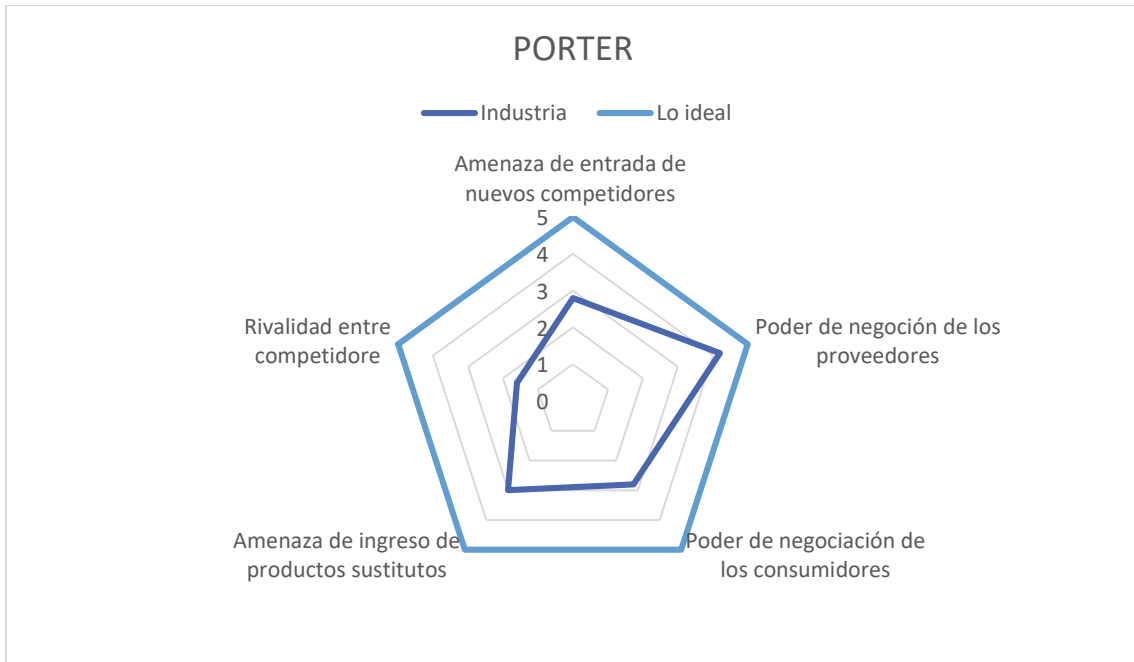 PORTER
Industria
Lo ideal
Amenaza de entrada de
nuevos competidores
5
4
3
2
1
0
Poder de negoción de los
proveedores
Poder de negociación de
los consumidores
Amenaza de ingreso de
productos sustitutos
Rivalidad entre
competidore